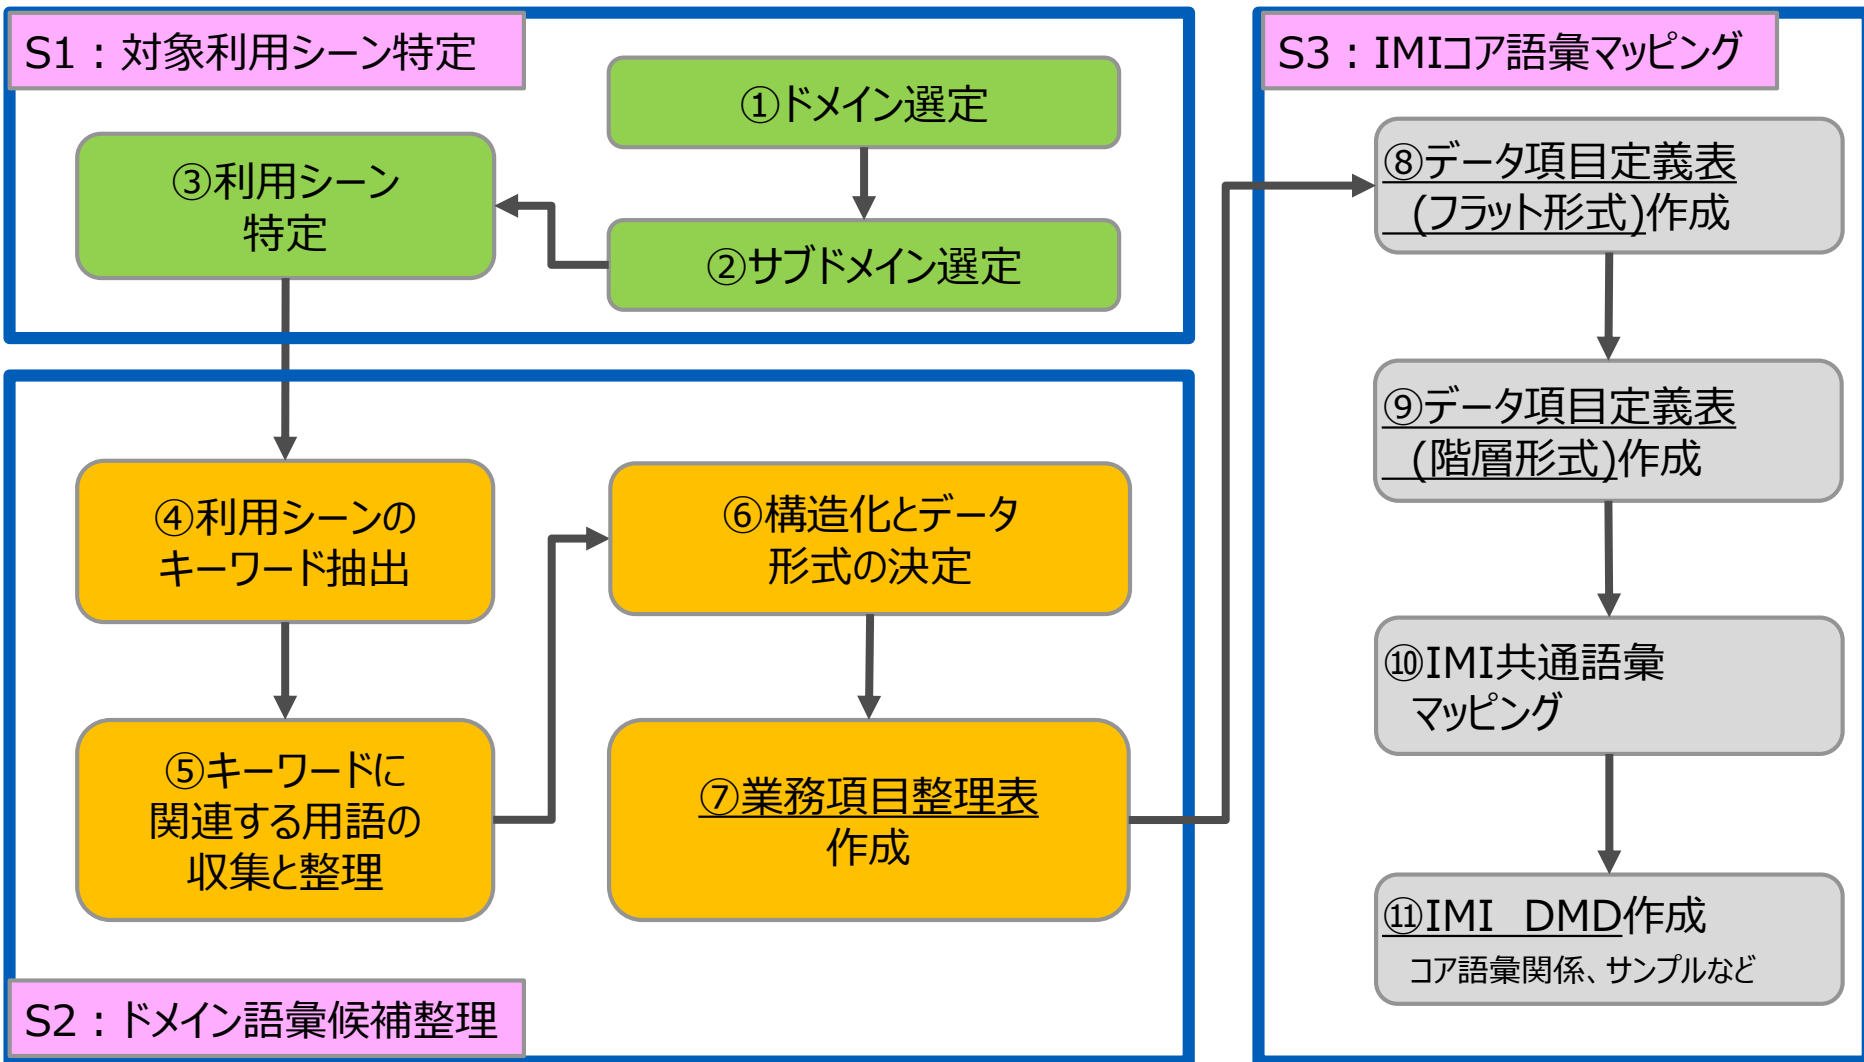 S1：対象利用シーン特定
①ドメイン選定
②サブドメイン選定
③利用シーン
特定
S2：ドメイン語彙候補整理
④利用シーンの
キーワード抽出
⑤キーワードに
関連する用語の
収集と整理
⑥構造化とデータ
形式の決定
⑦業務項目整理表
作成
S3：IMIコア語彙マッピング
⑧データ項目定義表
(フラット形式)作成
⑨データ項目定義表
(階層形式)作成
⑩IMI共通語彙
マッピング
⑪IMI　DMD作成
コア語彙関係、サンプルなど